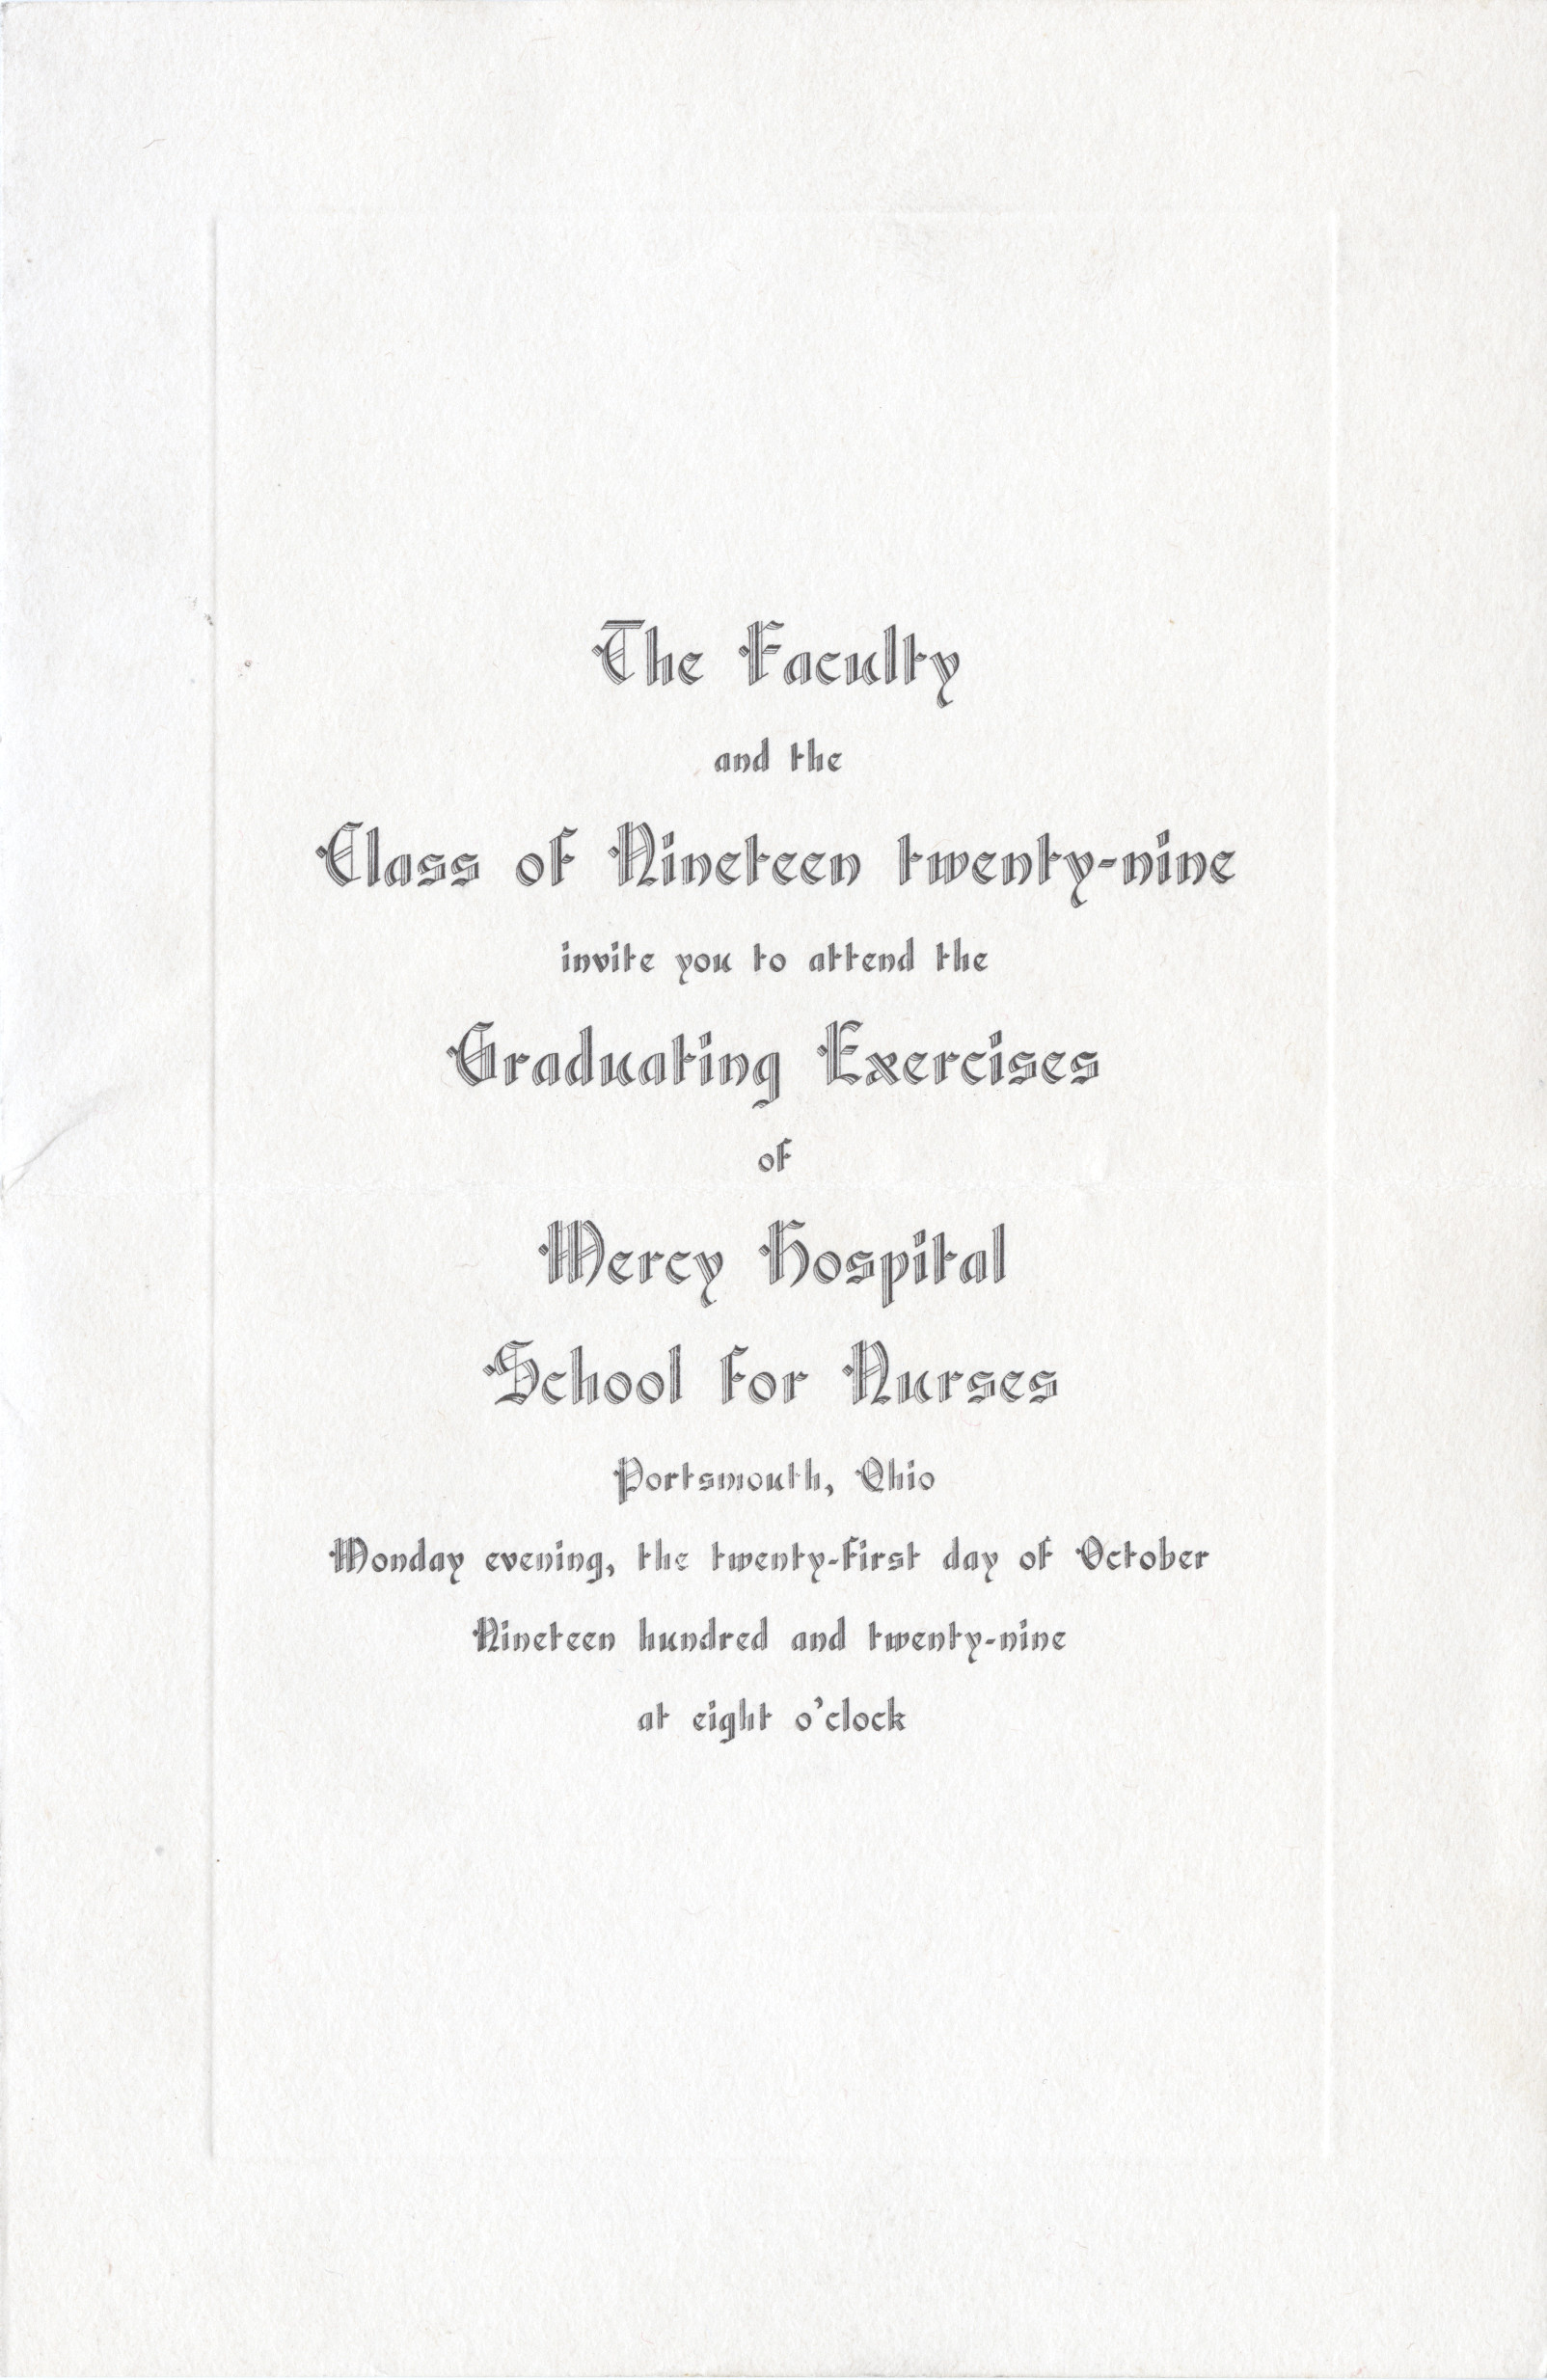 The Faculty
and the
Class of Nineteen twenty-nine
invite you to attend the
Graduating Exercises
of
Mercy Hospital
School for Nurses
Portsmouth, Ohio
Monday evening, the twenty-first day of October
Nineteen hundred and twenty-nine
at eight o'clock